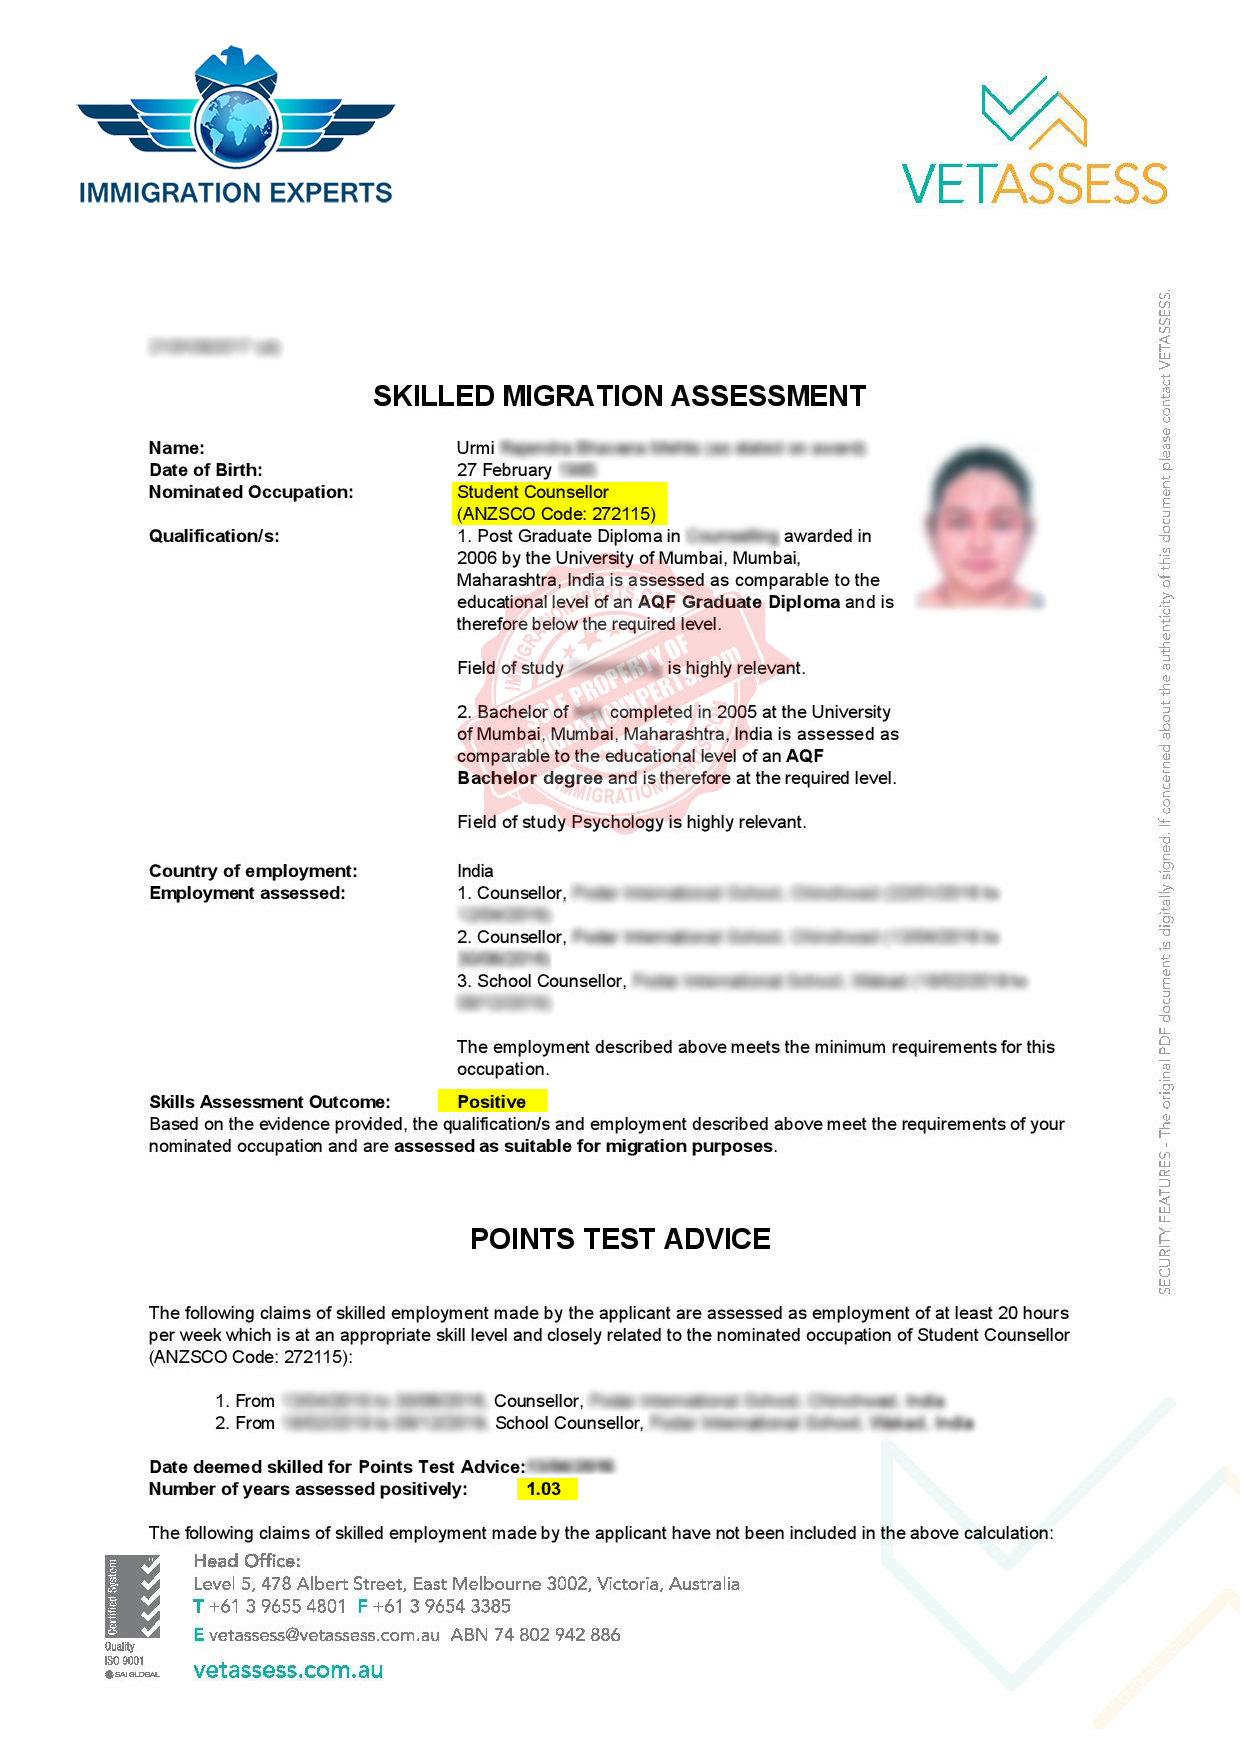 IMMIGRATION EXPERTS
VETASSESS
SKILLED MIGRATION ASSESSMENT
Name: Urmi
Date of Birth: 27 February
Nominated Occupation: Student Counsellor
(ANZSCO Code: 272115)
Qualification/s: 1. Post Graduate Diploma in awarded in
2006 by the University of Mumbai, Mumbai,
Maharashtra, India is assessed as comparable to the
educational level of an AQF Graduate Diploma and is
therefore below the required level.
Field of study is highly relevant.
2. Bachelor of completed in 2005 at the University
of Mumbai, Mumbai, Maharashtra, India is assessed as
comparable to the educational level of an AQF
Bachelor degree and is therefore at the required level.
Field of study Psychology is highly relevant.
IMMIGRATIONXPERTS.COM
SOLE PROPERTY OF
IMMIGRATIONXPERTS.com
IMMIGRATIONXPERTS.COM
Country of employment: India
Employment assessed: 1. Counsellor,
2. Counsellor,
3. School Counsellor,
The employment described above meets the minimum requirements for this
occupation.
Skills Assessment Outcome: Positive
Based on the evidence provided, the qualification/s and employment described above meet the requirements of your
nominated occupation and are assessed as suitable for migration purposes.
POINTS TEST ADVICE
The following claims of skilled employment made by the applicant are assessed as employment of at least 20 hours
per week which is at an appropriate skill level and closely related to the nominated occupation of Student Counsellor
(ANZSCO Code: 272115):
1. From Counsellor,
2. From School Counsellor,
Date deemed skilled for Points Test Advice:
Number of years assessed positively: 1.03
The following claims of skilled employment made by the applicant have not been included in the above calculation:
Certified System
Quality
ISO 9001
SAI GLOBAL
Head Office:
Level 5, 478 Albert Street, East Melbourne 3002, Victoria, Australia
T +61 3 9655 4801 F +61 3 9654 3385
E vetassess@vetassess.com.au ABN 74 802 942 886
vetassess.com.au
SECURITY FEATURES - The original PDF document is digitally signed. If concerned about the authenticity of this document please contact VETASSESS.